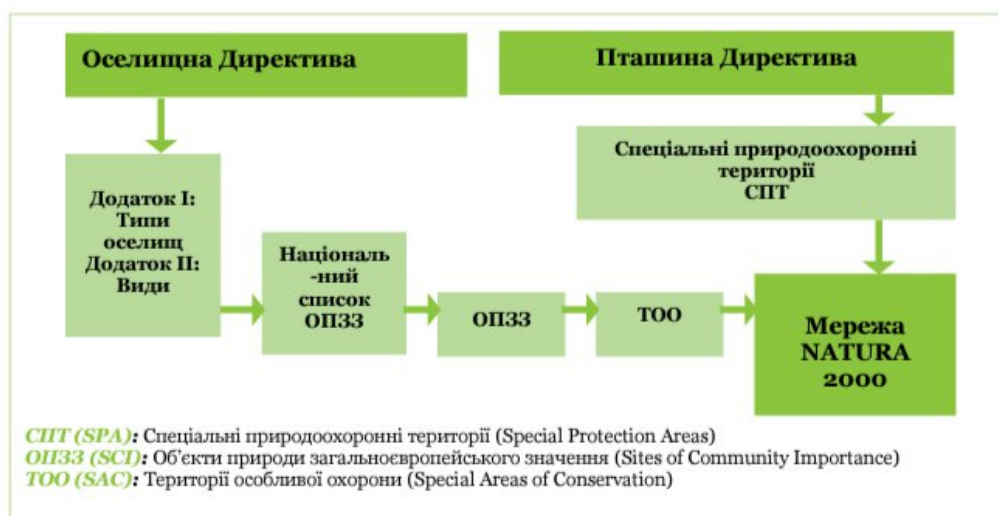 Оселищна Директива
Пташина Директива
Додаток I:
Типи
оселищ
Додаток II:
Види
Національ
-ний
список
ОПЗЗ
ОПЗЗ
ТОО
Спеціальні природоохоронні
території
СПТ
Мережа
NATURA
2000
СПТ (SPA): Спеціальні природоохоронні території (Special Protection Areas)
ОПЗЗ (SCI): Об’єкти природи загальноєвропейського значення (Sites of Community Importance)
ТОО (SAC): Території особливої охорони (Special Areas of Conservation)